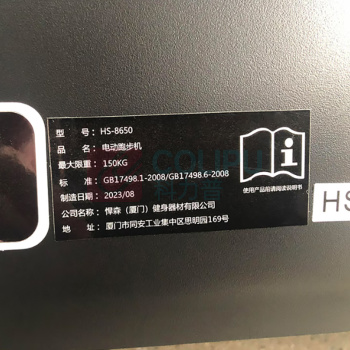 型 号： HS-8650
品 名： 电动跑步机
最大限重： 150KG
标 准： GB17498.1-2008/GB17498.6-2008
制造日期： 2023/08
公 司： 悍森（厦门）健身器材有限公司
地 址： 厦门市同安工业集中区思明园169号
使用产品前请阅读说明书
HS
科力普